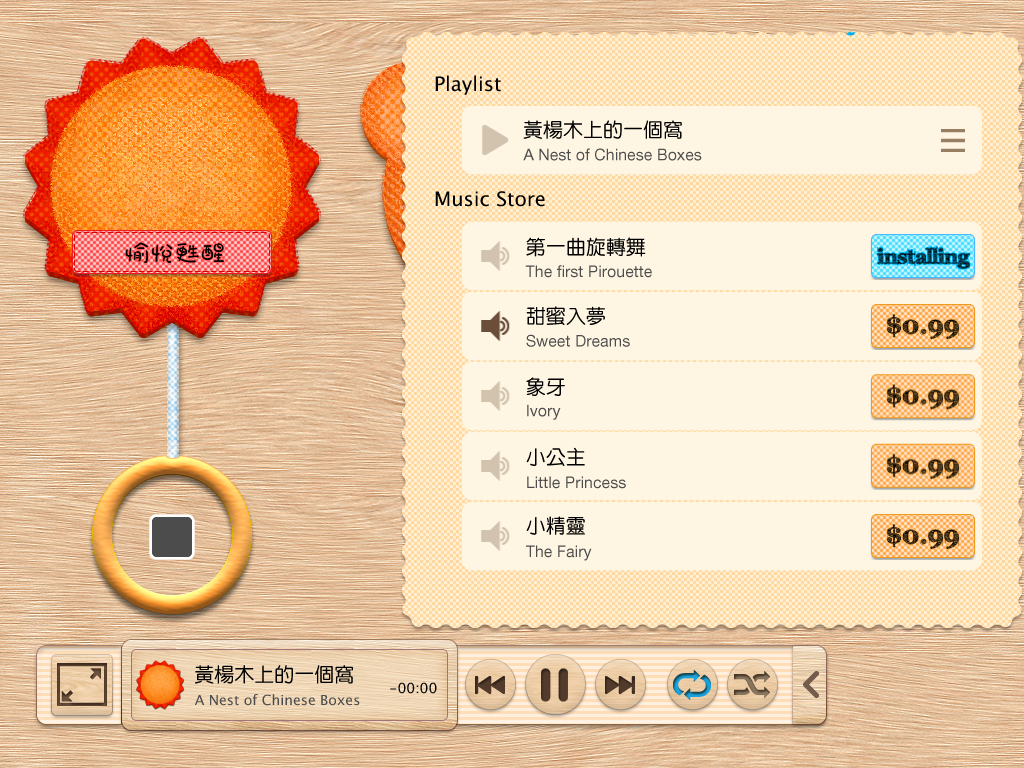 愉悅甦醒
Playlist
黃楊木上的一個窩
A Nest of Chinese Boxes
Music Store
第一曲旋轉舞
The first Pirouette
installing
甜蜜入夢
Sweet Dreams
$0.99
象牙
Ivory
$0.99
小公主
Little Princess
$0.99
小精靈
The Fairy
$0.99
黃楊木上的一個窩
A Nest of Chinese Boxes
-00:00